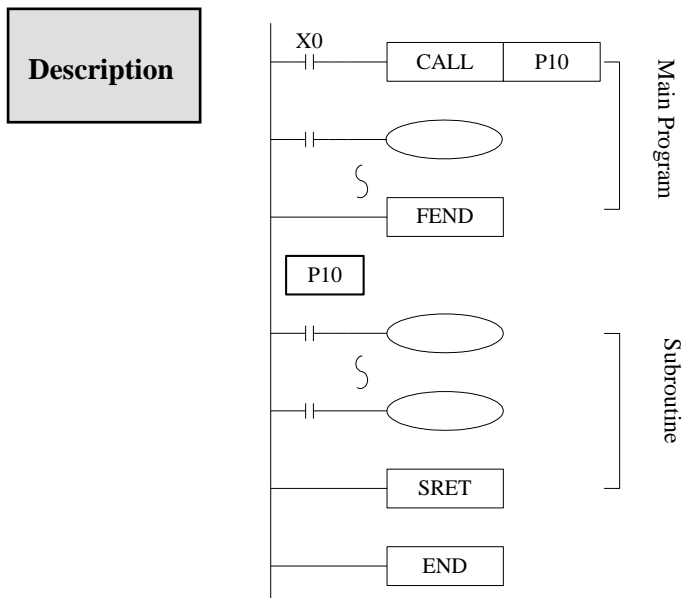 Description
X0
CALL P10
Main Program
FEND
P10
Subroutine
SRET
END